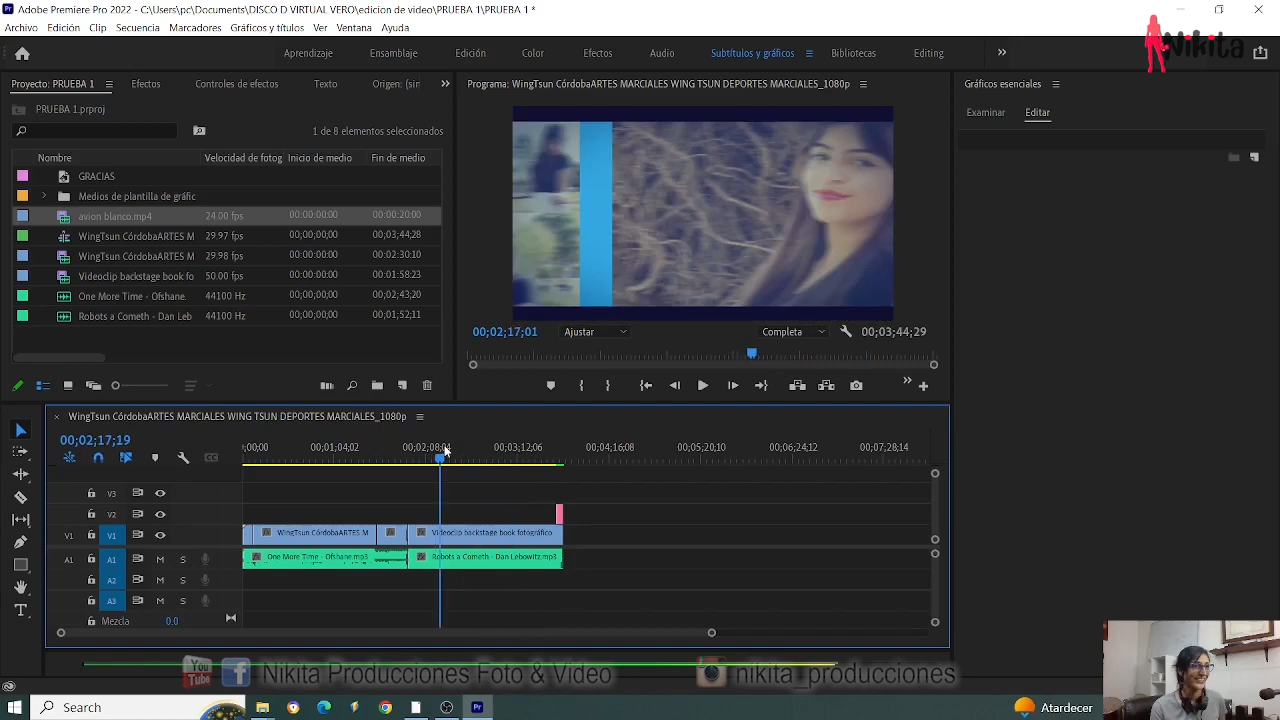 Adobe Premiere Pro 2022 - C:\Users\pc\Documents\DISCO D VIRTUAL VERO\edicion de video\PRUEBA 1\PRUEBA 1 *
Archivo Edición Clip Secuencia Marcadores Gráficos y títulos Ver Ventana Ayuda
Nikita
Aprendizaje Ensamblaje Edición Color Efectos Audio Subtítulos y gráficos Bibliotecas Editing
Proyecto: PRUEBA 1 Efectos Controles de efectos Texto Origen: (sin
Programa: WingTsun CórdobaARTES MARCIALES WING TSUN DEPORTES MARCIALES_1080p
Gráficos esenciales
PRUEBA 1.prproj
Examinar Editar
1 de 8 elementos seleccionados
Nombre Velocidad de fotog Inicio de medio Fin de medio
GRACIAS
Medios de plantilla de gráfic
avion blanco.mp4 24.00 fps 00:00:00:00 00:00:20:00
WingTsun CórdobaARTES M 29.97 fps 00;00;00;00 00;03;44;28
WingTsun CórdobaARTES M 29.98 fps 00:00:00:00 00:02:30:10
Videoclip backstage book fo 50.00 fps 00:00:00:00 00:01:58:23
One More Time - Ofshane. 44100 Hz 00;00;00;00 00;02;43;20
Robots a Cometh - Dan Leb 44100 Hz 00;00;00;00 00;01;52;11
00;02;17;01 Ajustar Completa 00;03;44;29
WingTsun CórdobaARTES MARCIALES WING TSUN DEPORTES MARCIALES_1080p
00;02;17;19
;00;00 00;01;04;02 00;02;08;04 00;03;12;06 00;04;16;08 00;05;20;10 00;06;24;12 00;07;28;14
V3
V2
V1 V1 WingTsun CórdobaARTES M Videoclip backstage book fotográfico
A1 A1 M S One More Time - Ofshane.mp3 Robots a Cometh - Dan Lebowitz.mp3
A2 M S
A3 M S
Mezcla 0.0
You Tube f Nikita Producciones Foto & Video nikita_producciones
Search
Pr
Atardecer